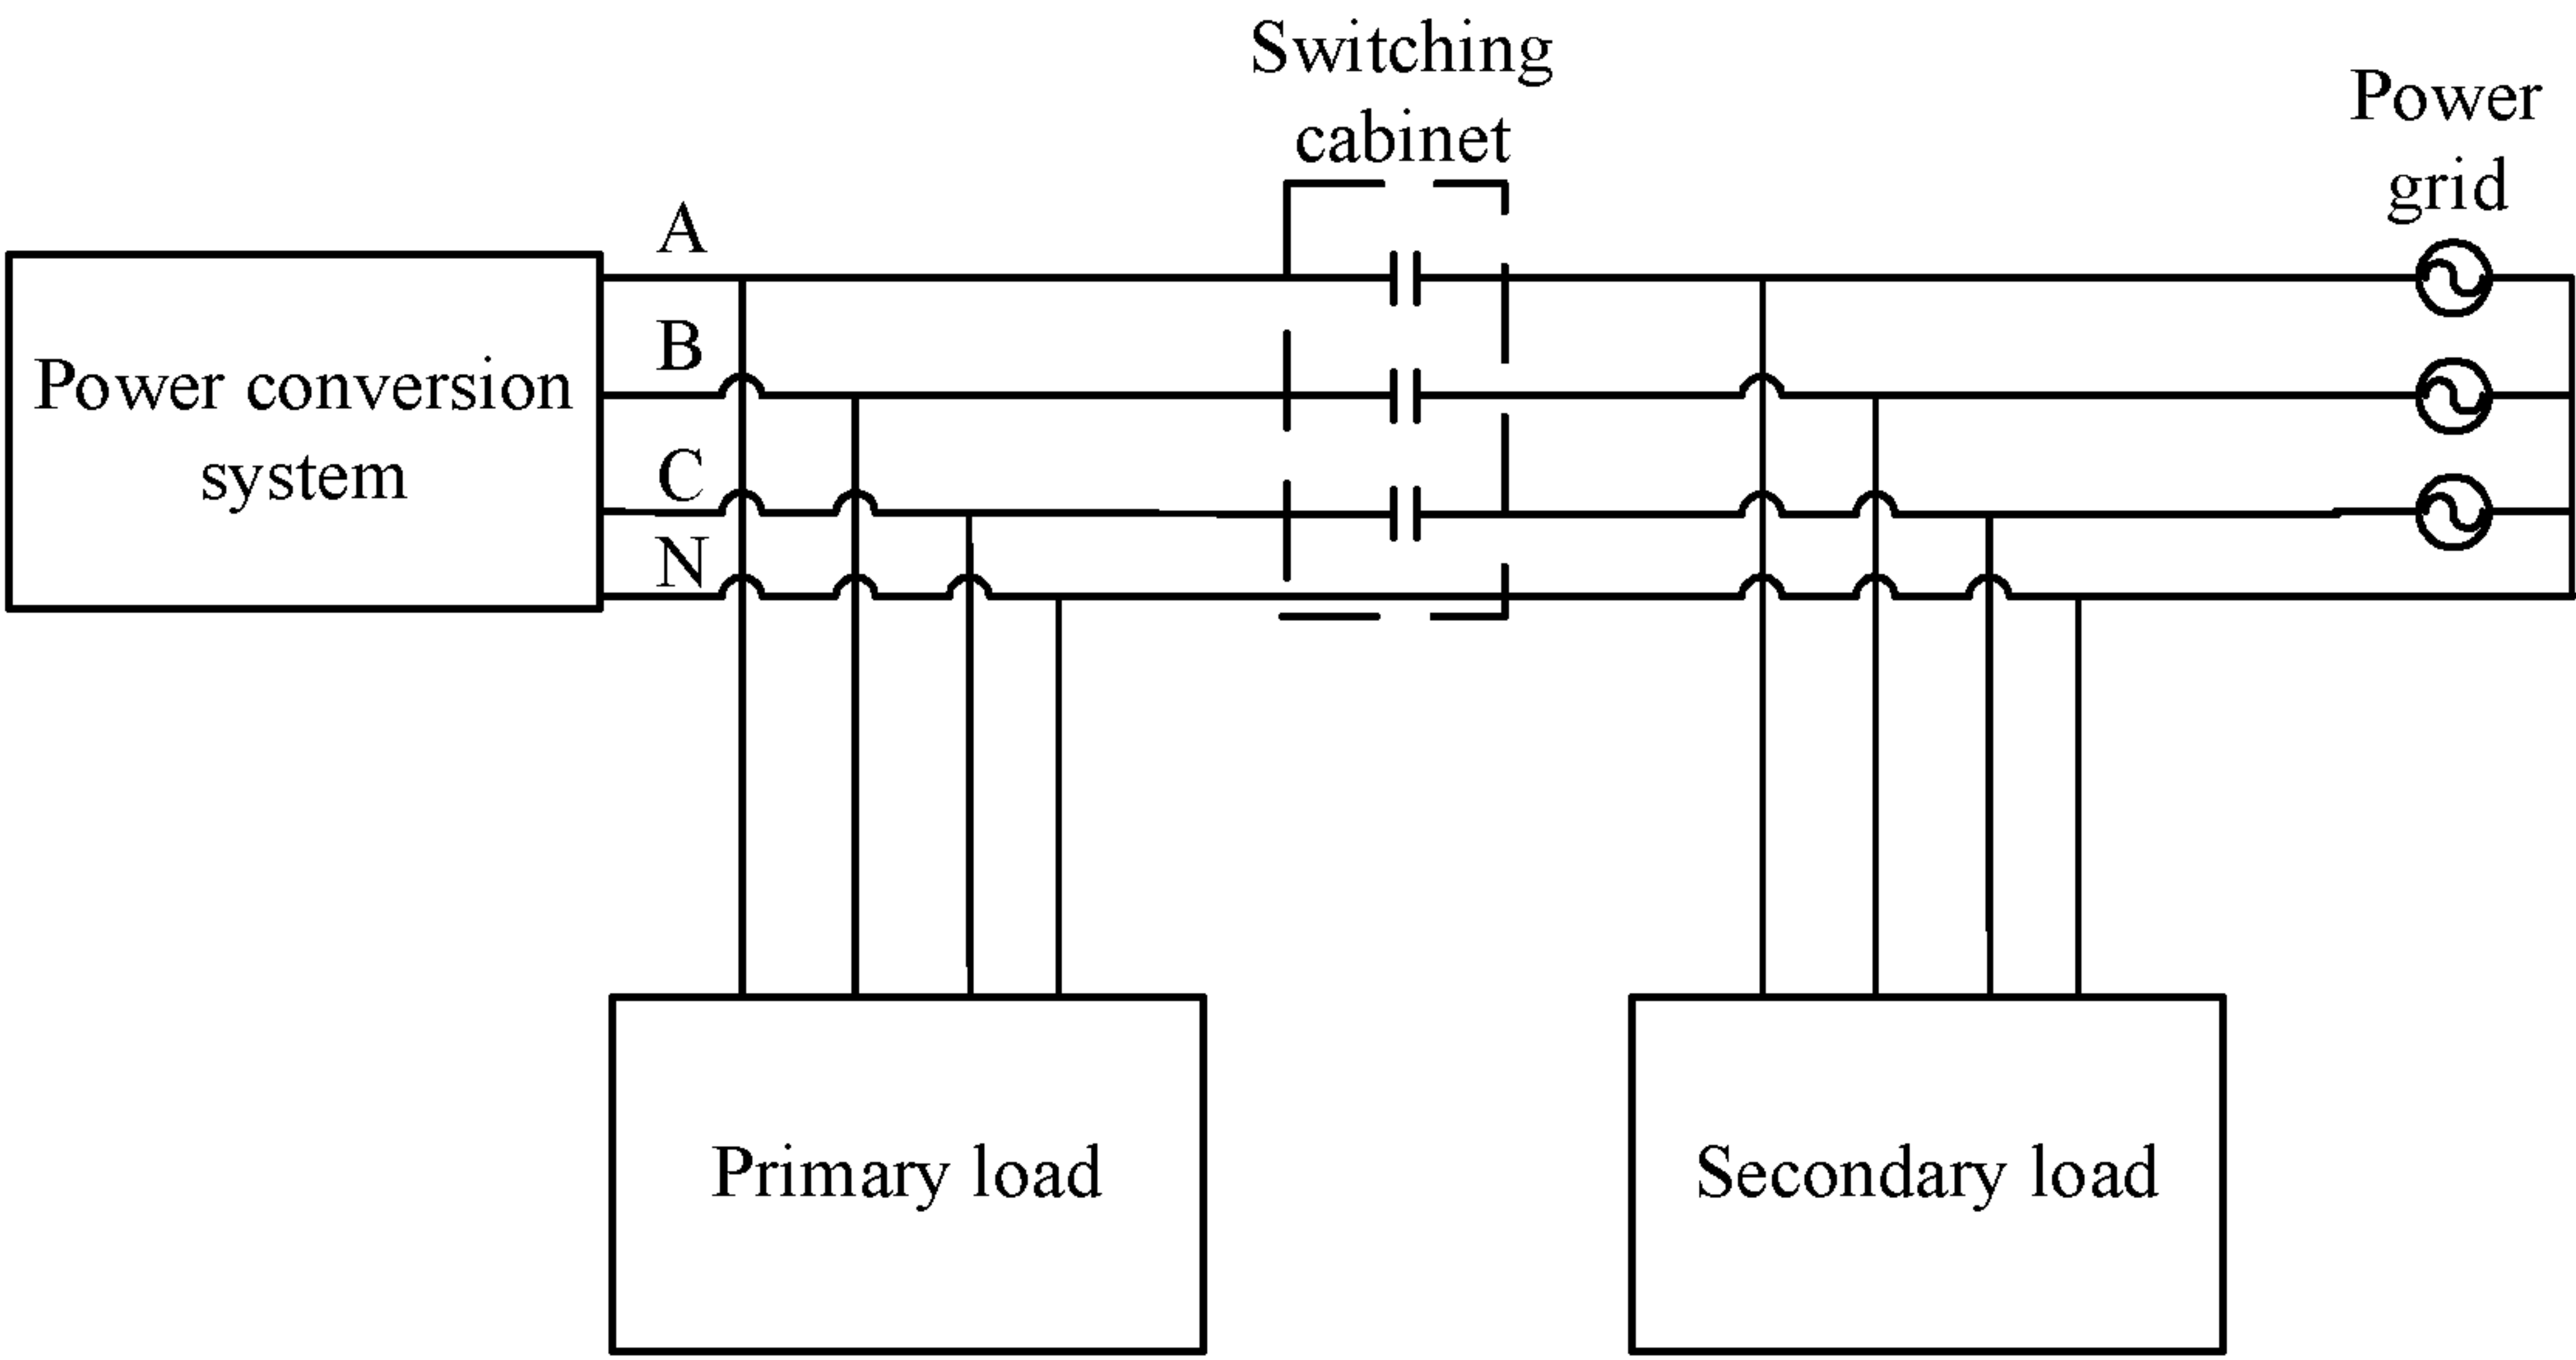 Switching
cabinet
Power
grid
A
B
C
N
Power conversion
system
Primary load
Secondary load